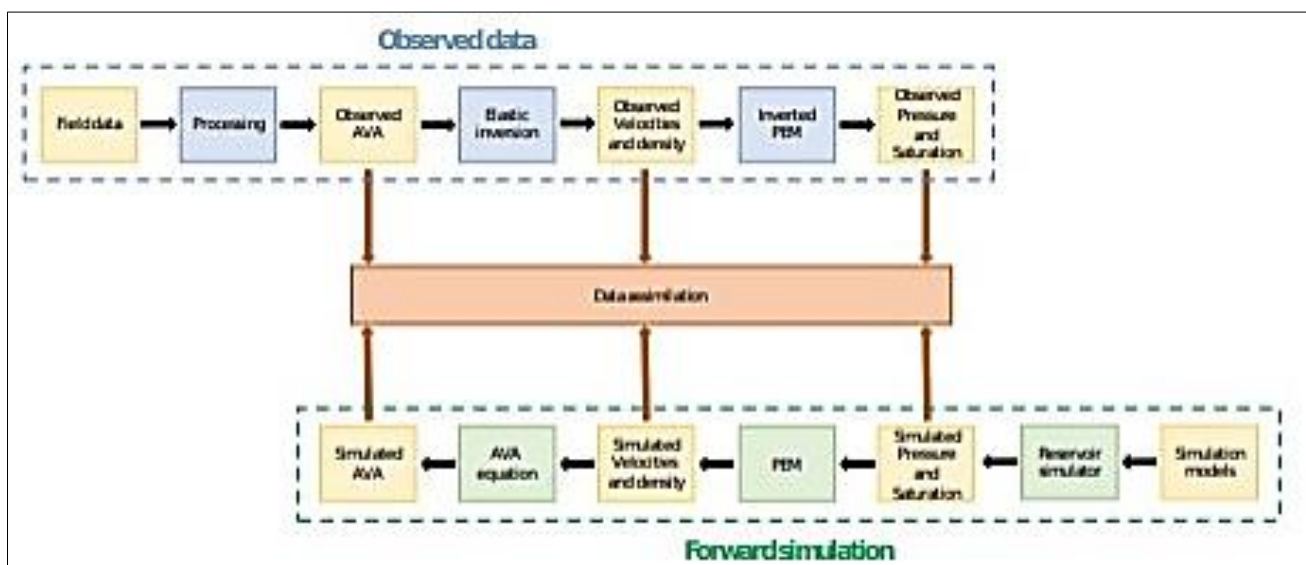 Observed data
Field data
Processing
Observed
AVA
Elastic
inversion
Observed
Velocities
and density
Inverted
PEM
Observed
Pressure
and
Saturation
Data assimilation
Simulated
AVA
AVA
equation
Simulated
Velocities
and density
PEM
Simulated
Pressure
and
Saturation
Reservoir
simulator
Simulation
models
Forward simulation